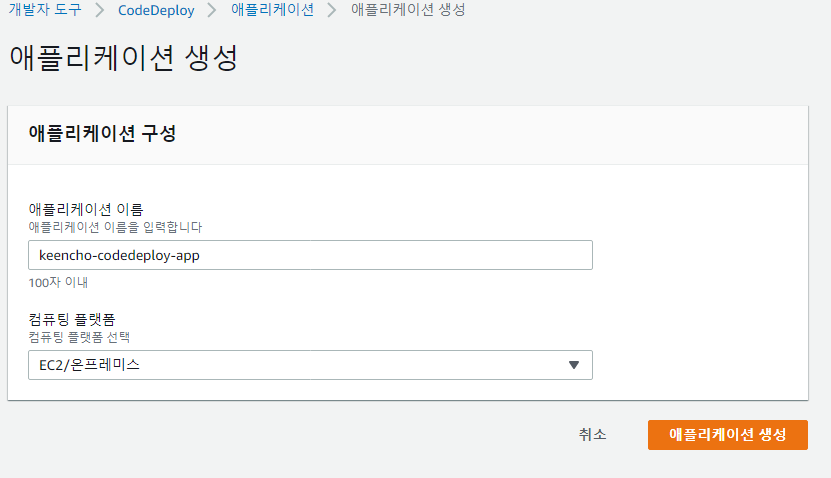 개발자 도구 > CodeDeploy > 애플리케이션 > 애플리케이션 생성
애플리케이션 생성
애플리케이션 구성
애플리케이션 이름
애플리케이션 이름을 입력합니다
keencho-codedeploy-app
100자 이내
컴퓨팅 플랫폼
컴퓨팅 플랫폼 선택
EC2/온프레미스
취소 애플리케이션 생성